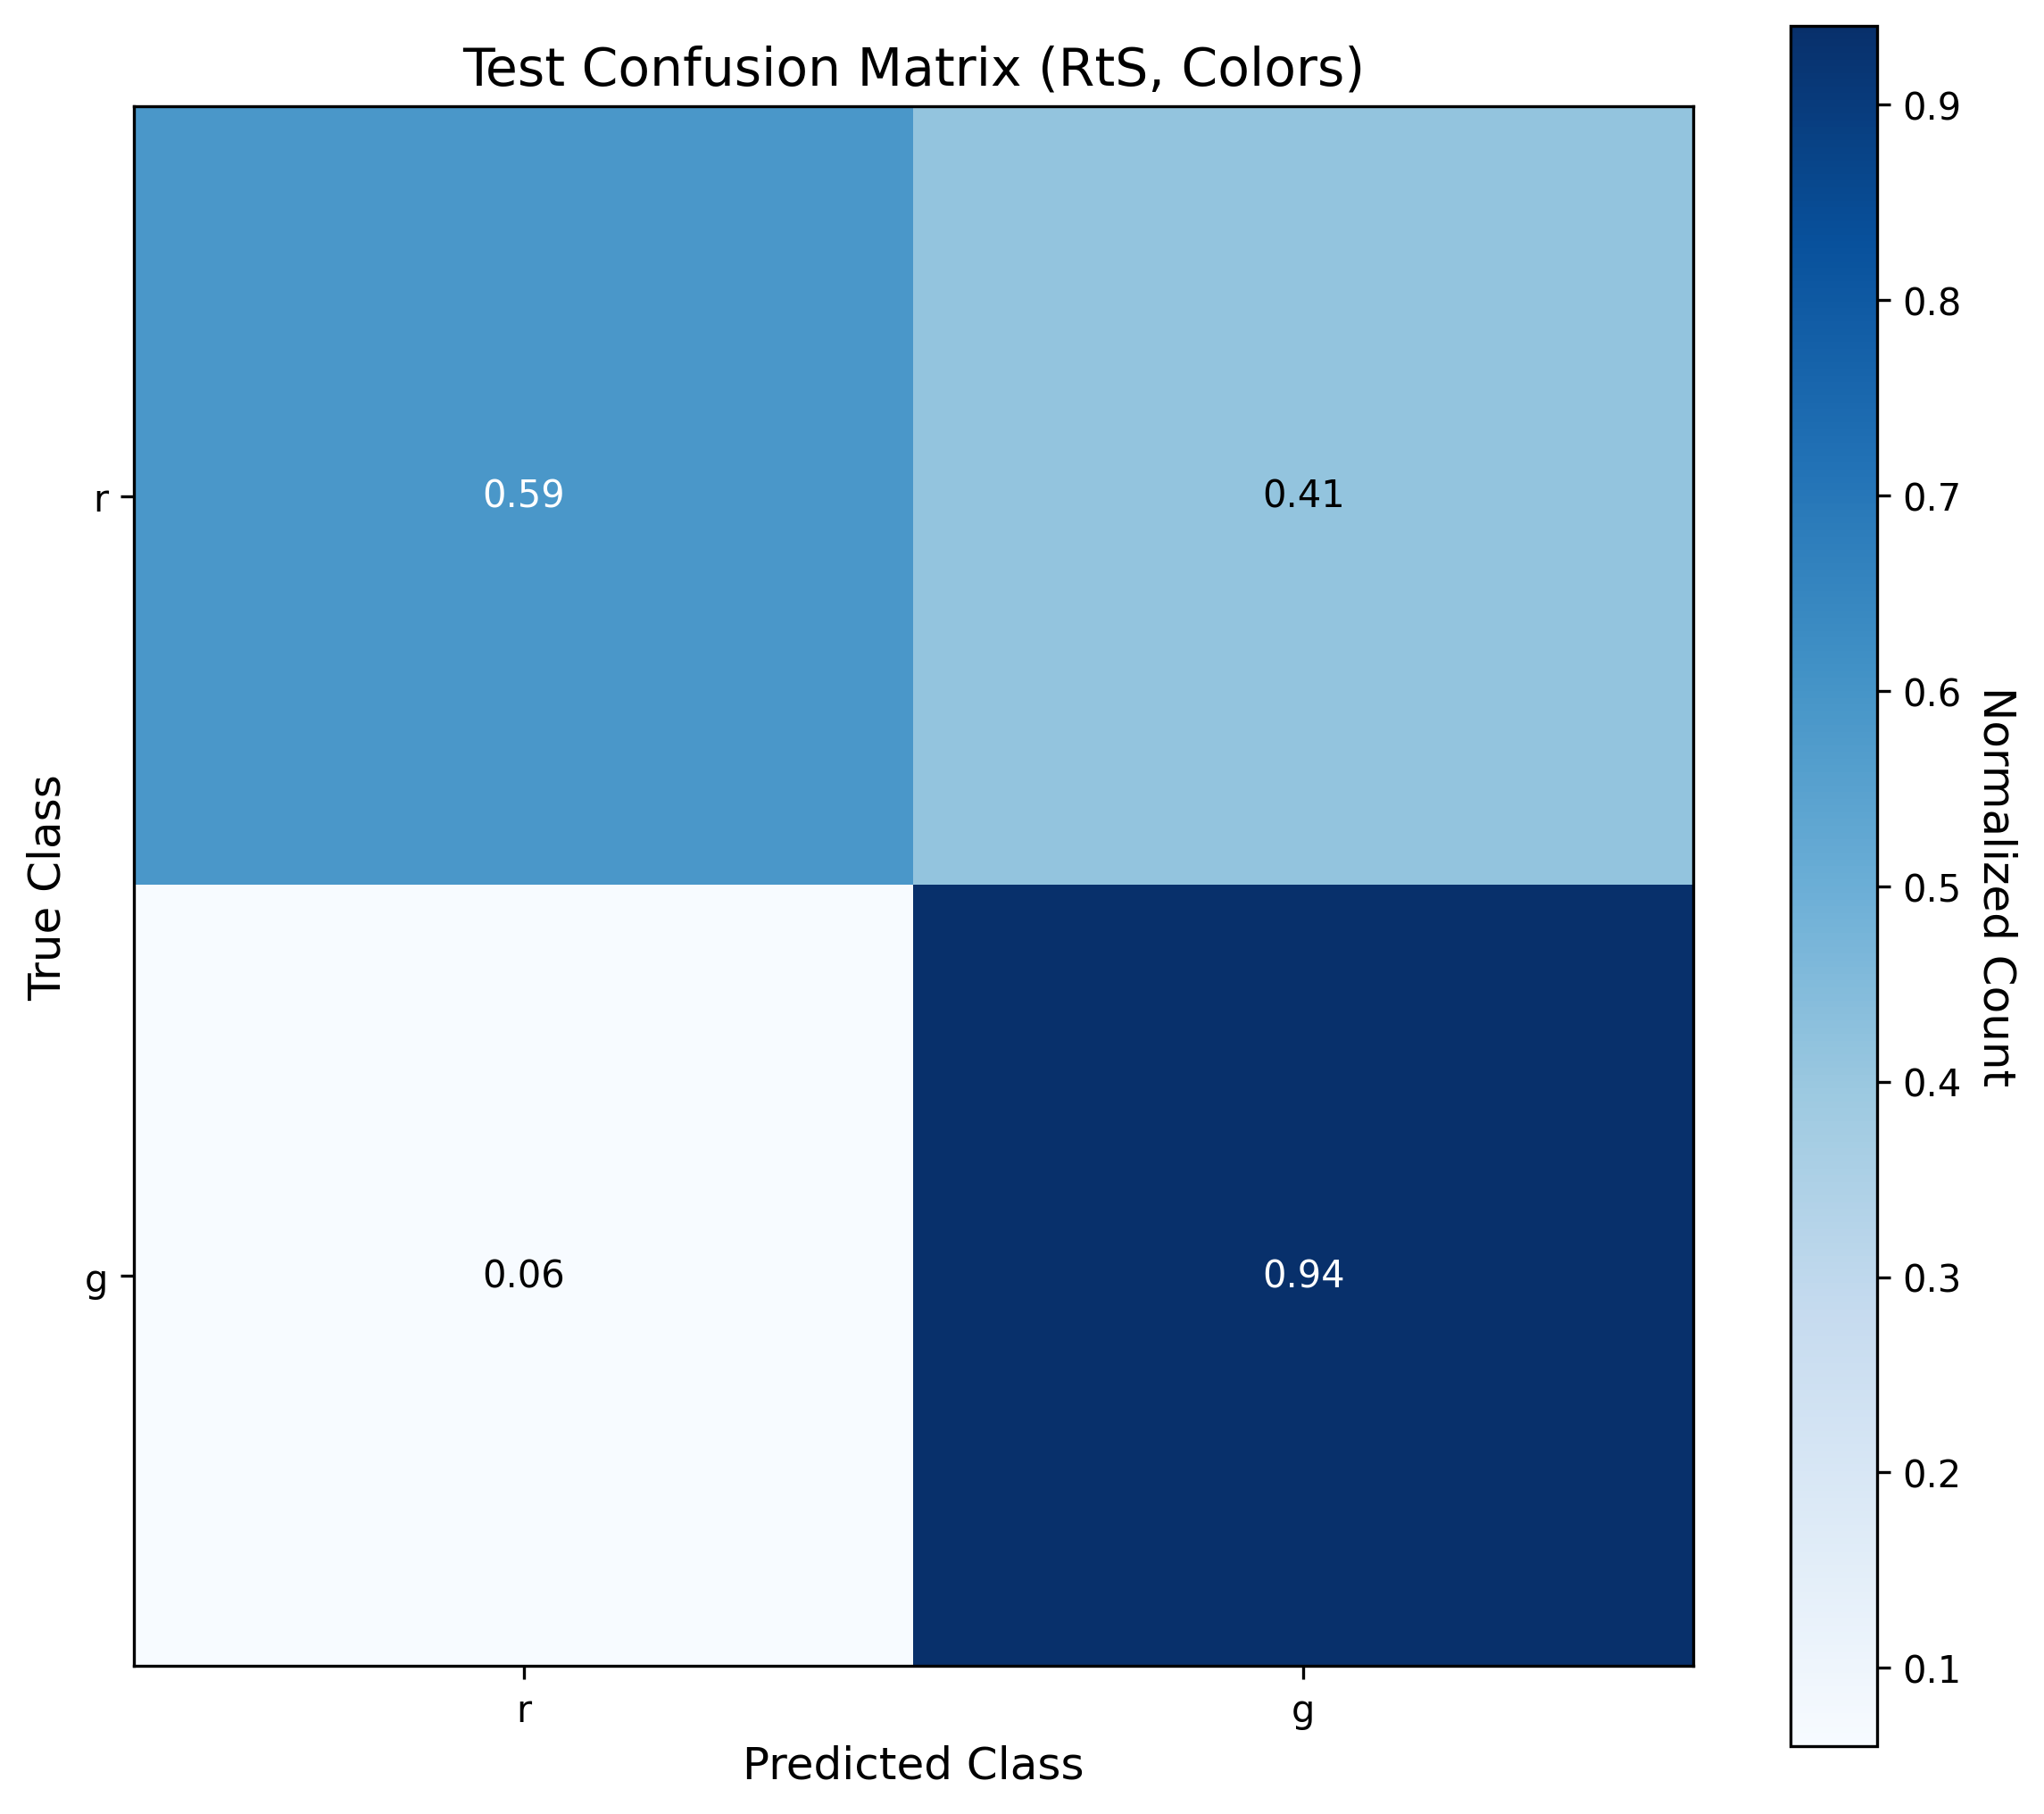 Test Confusion Matrix (RtS, Colors)
True Class
r
0.59
0.41
g
0.06
0.94
r
g
Predicted Class
0.9
0.8
0.7
0.6
0.5
0.4
0.3
0.2
0.1
Normalized Count